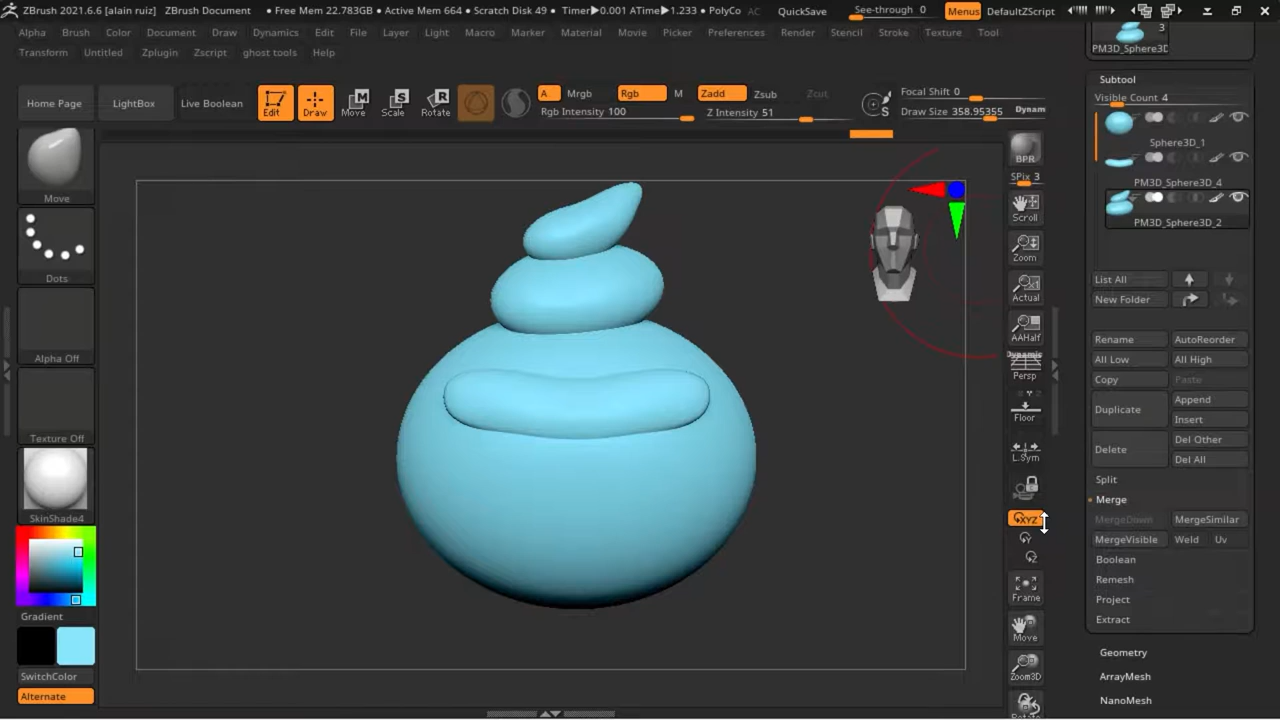 ZBrush 2021.6.6 [alain ruiz] ZBrush Document • Free Mem 22.783GB • Active Mem 664 • Scratch Disk 49 • Timer▶0.001 ATime▶1.233 • PolyCo AC QuickSave See-through 0 Menus DefaultZScript
Alpha Brush Color Document Draw Dynamics Edit File Layer Light Macro Marker Material Movie Picker Preferences Render Stencil Stroke Texture Tool
Transform Untitled Zplugin Zscript ghost tools Help
Home Page LightBox Live Boolean Edit Draw Move Scale Rotate
A Mrgb Rgb M Zadd Zsub Zcut
Rgb Intensity 100 Z Intensity 51
S
Focal Shift 0
Draw Size 358.95355 Dynam
Move
Dots
Alpha Off
Texture Off
SkinShade4
Gradient
SwitchColor
Alternate
BPR
SPix 3
Scroll
Zoom
Actual
AAHalf
Dynamic
Persp
Floor
L.Sym
XYZ
Y
Z
Frame
Move
Zoom3D
3
PM3D_Sphere3D
Subtool
Visible Count 4
Sphere3D_1
PM3D_Sphere3D_4
PM3D_Sphere3D_2
List All
New Folder
Rename AutoReorder
All Low All High
Copy Paste
Duplicate Append
Insert
Delete Del Other
Del All
Split
Merge
MergeDown MergeSimilar
MergeVisible Weld Uv
Boolean
Remesh
Project
Extract
Geometry
ArrayMesh
NanoMesh